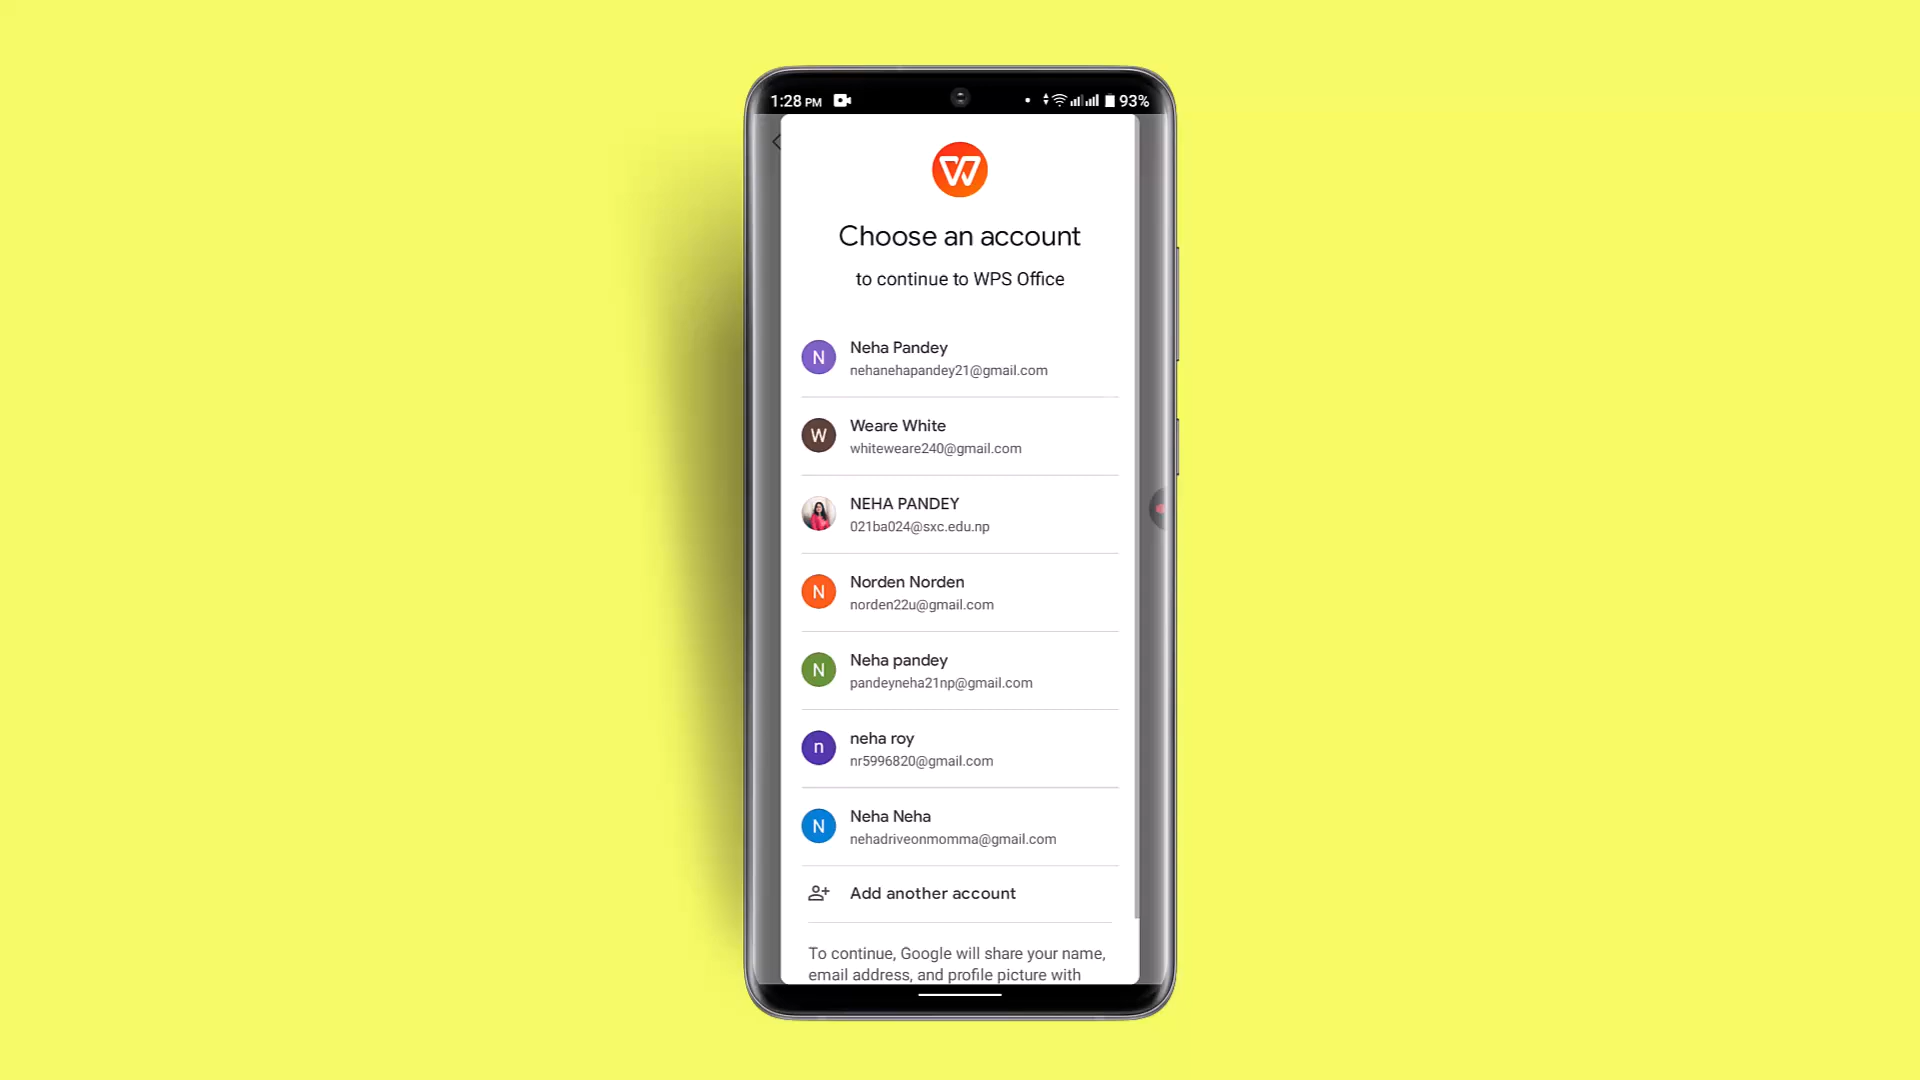 1:28 PM
93%
W
Choose an account
to continue to WPS Office
N
Neha Pandey
nehanehapandey21@gmail.com
W
Weare White
whiteweare240@gmail.com
NEHA PANDEY
021ba024@sxc.edu.np
N
Norden Norden
norden22u@gmail.com
N
Neha pandey
pandeyneha21np@gmail.com
n
neha roy
nr5996820@gmail.com
N
Neha Neha
nehadriveonmomma@gmail.com
Add another account
To continue, Google will share your name,
email address, and profile picture with